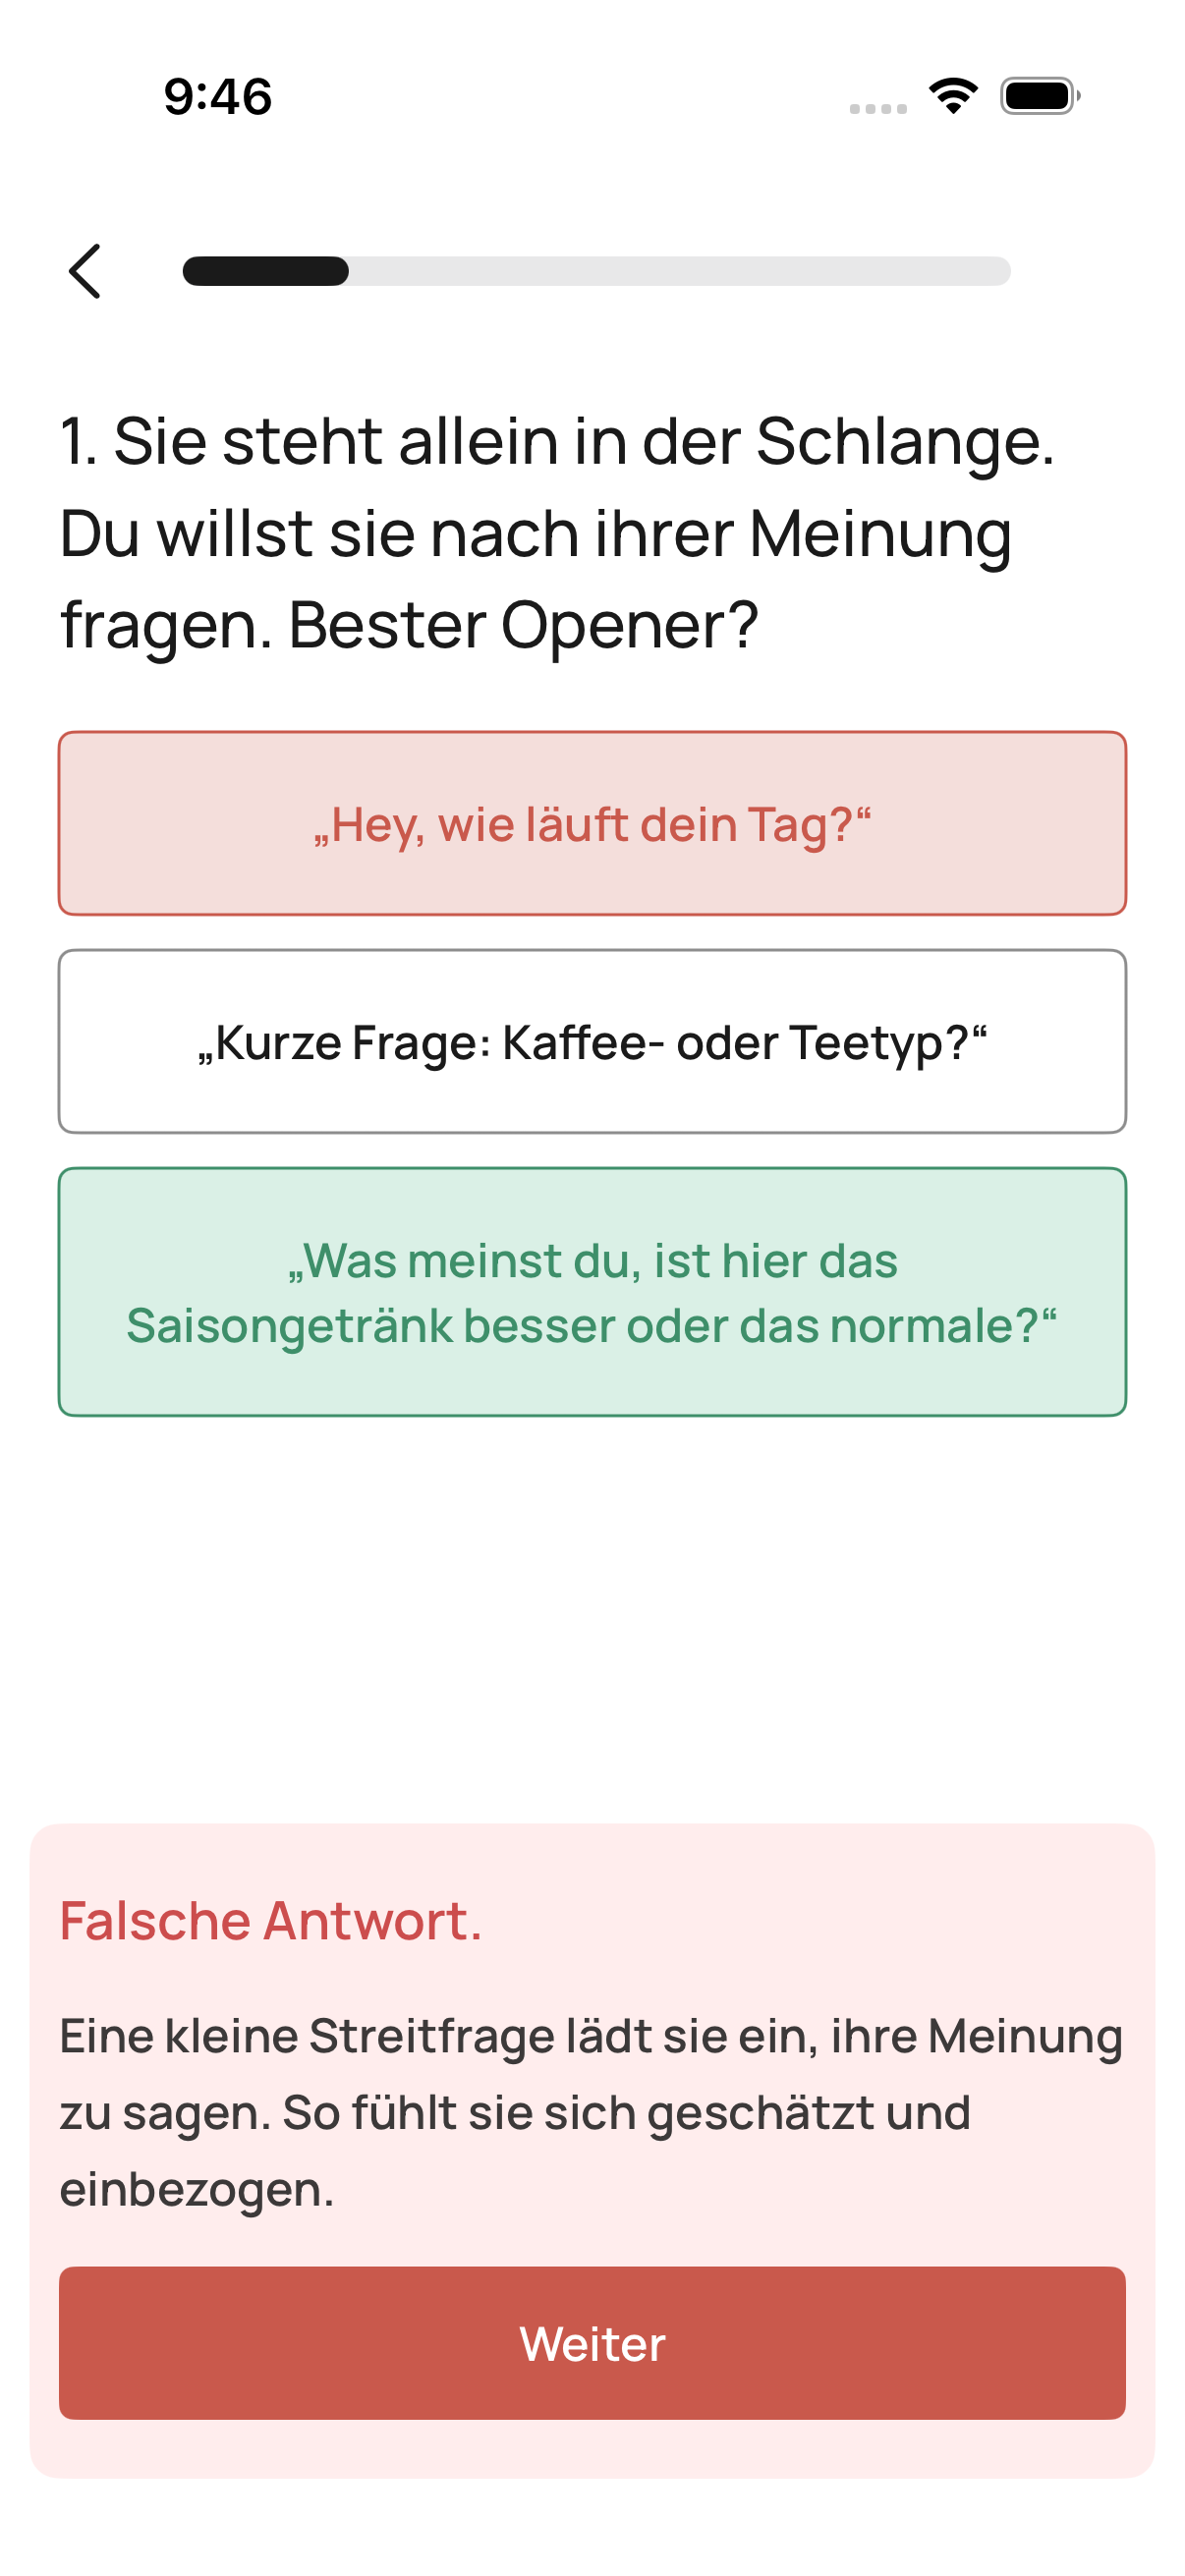 9:46
1. Sie steht allein in der Schlange.
Du willst sie nach ihrer Meinung
fragen. Bester Opener?
„Hey, wie läuft dein Tag?“
„Kurze Frage: Kaffee- oder Teetyp?“
„Was meinst du, ist hier das
Saisongetränk besser oder das normale?“
Falsche Antwort.
Eine kleine Streitfrage lädt sie ein, ihre Meinung
zu sagen. So fühlt sie sich geschätzt und
einbezogen.
Weiter